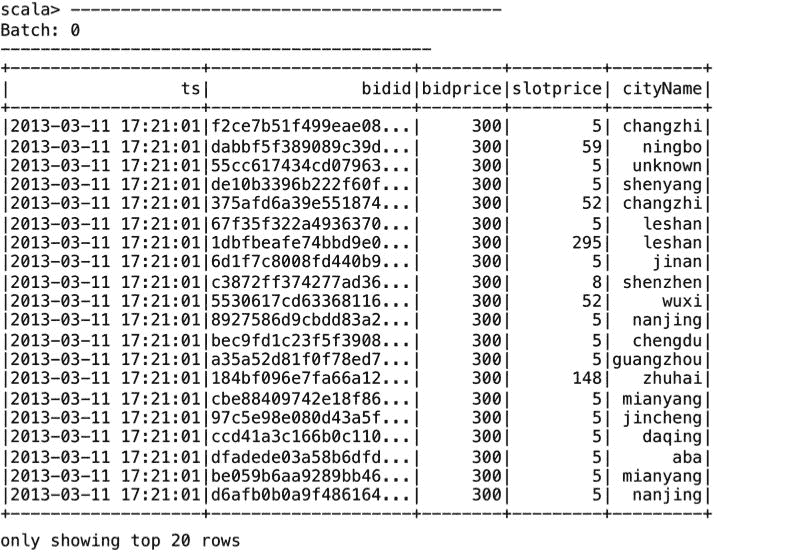 scala> -------------------------------------------
Batch: 0
-------------------------------------------
+-------------------+--------------------+--------+---------+---------+
|                 ts|               bidid|bidprice|slotprice| cityName|
+-------------------+--------------------+--------+---------+---------+
|2013-03-11 17:21:01|f2ce7b51f499eae08...|     300|        5| changzhi|
|2013-03-11 17:21:01|dabbf5f389089c39d...|     300|       59|   ningbo|
|2013-03-11 17:21:01|55cc617434cd07963...|     300|        5|  unknown|
|2013-03-11 17:21:01|de10b3396b222f60f...|     300|        5| shenyang|
|2013-03-11 17:21:01|375afd6a39e551874...|     300|       52| changzhi|
|2013-03-11 17:21:01|67f35f322a4936370...|     300|        5|   leshan|
|2013-03-11 17:21:01|1dbfbeafe74bbd9e0...|     300|      295|   leshan|
|2013-03-11 17:21:01|6d1f7c8008fd440b9...|     300|        5|    jinan|
|2013-03-11 17:21:01|c3872ff374277ad36...|     300|        8| shenzhen|
|2013-03-11 17:21:01|5530617cd63368116...|     300|       52|     wuxi|
|2013-03-11 17:21:01|8927586d9cbdd83a2...|     300|        5|  nanjing|
|2013-03-11 17:21:01|bec9fd1c23f5f3908...|     300|        5|  chengdu|
|2013-03-11 17:21:01|a35a52d81f0f78ed7...|     300|        5|guangzhou|
|2013-03-11 17:21:01|184bf096e7fa66a12...|     300|      148|   zhuhai|
|2013-03-11 17:21:01|cbe88409742e18f86...|     300|        5| mianyang|
|2013-03-11 17:21:01|97c5e98e080d43a5f...|     300|        5| jincheng|
|2013-03-11 17:21:01|ccd41a3c166b0c110...|     300|        5|   daqing|
|2013-03-11 17:21:01|dfadede03a58b6dfd...|     300|        5|      aba|
|2013-03-11 17:21:01|be059b6aa9289bb46...|     300|        5| mianyang|
|2013-03-11 17:21:01|d6afb0b0a9f486164...|     300|        5|  nanjing|
+-------------------+--------------------+--------+---------+---------+
only showing top 20 rows